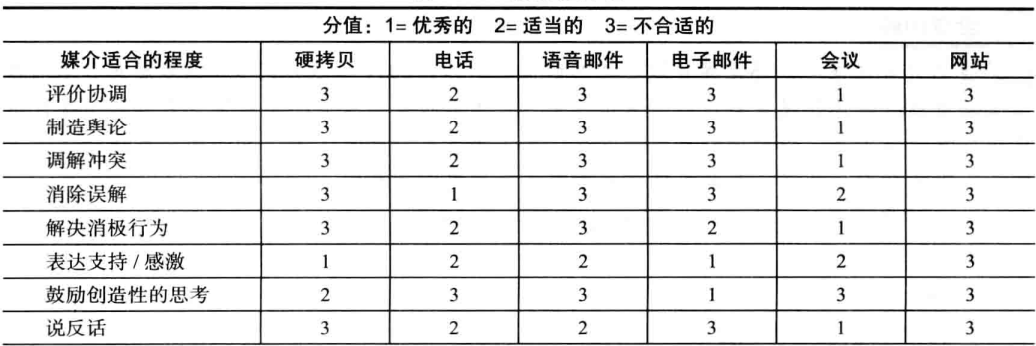 分值：1= 优秀的 2= 适当的 3= 不合适的
媒介适合的程度 硬拷贝 电话 语音邮件 电子邮件 会议 网站
评价协调 3 2 3 3 1 3
制造舆论 3 2 3 3 1 3
调解冲突 3 2 3 3 1 3
消除误解 3 1 3 3 2 3
解决消极行为 3 2 3 2 1 3
表达支持 / 感激 1 2 2 1 2 3
鼓励创造性的思考 2 3 3 1 3 3
说反话 3 2 2 3 1 3